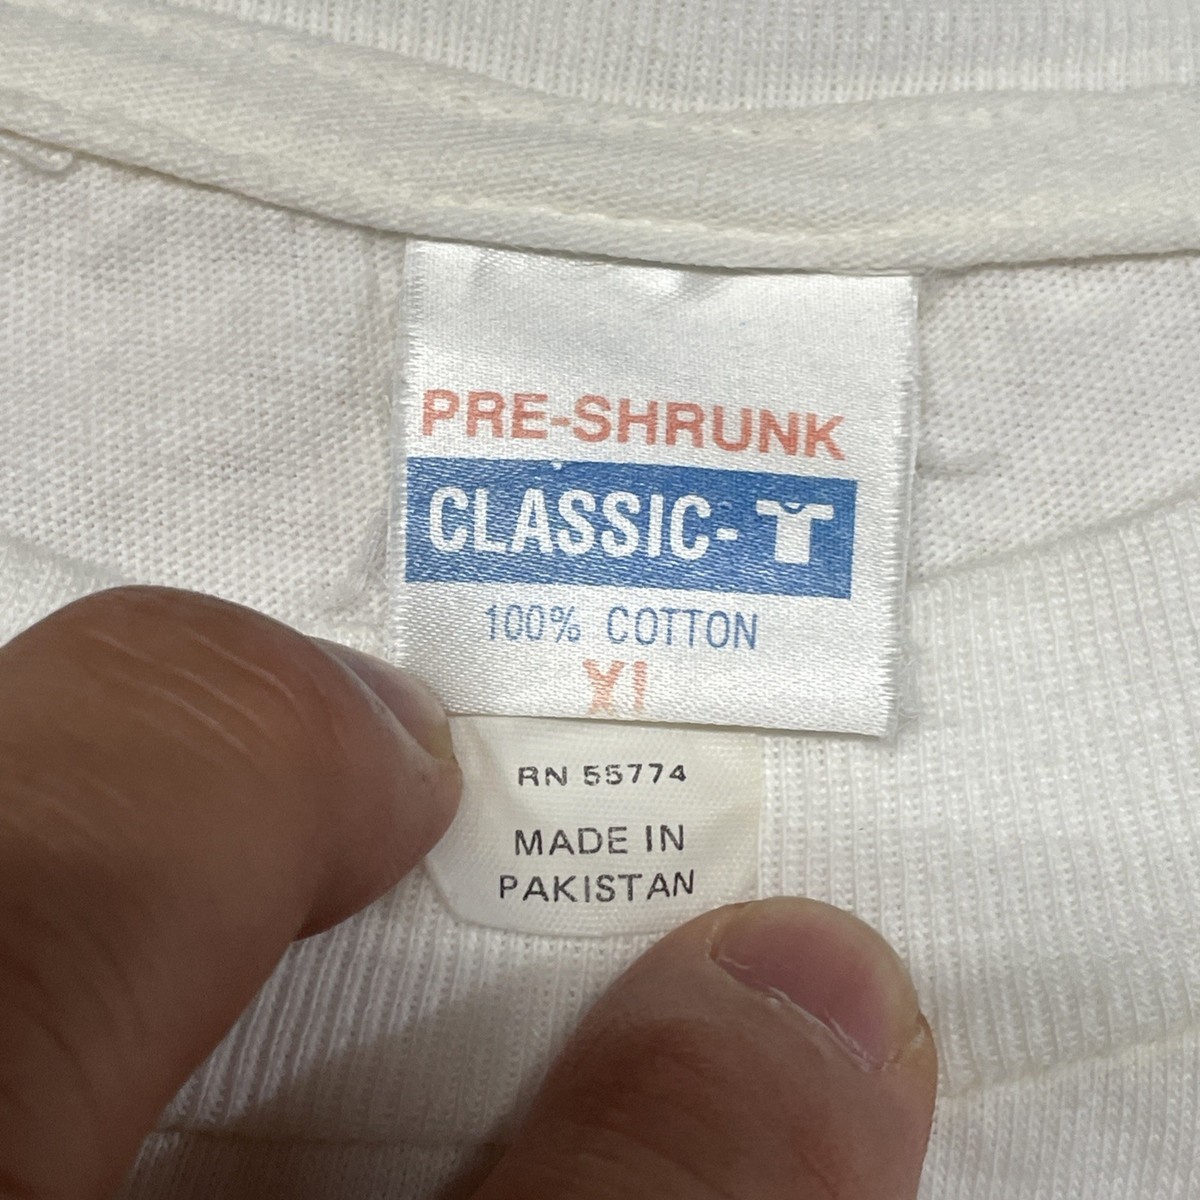 PRE-SHRUNK
CLASSIC-T
100% COTTON
XL
RN 55774
MADE IN
PAKISTAN